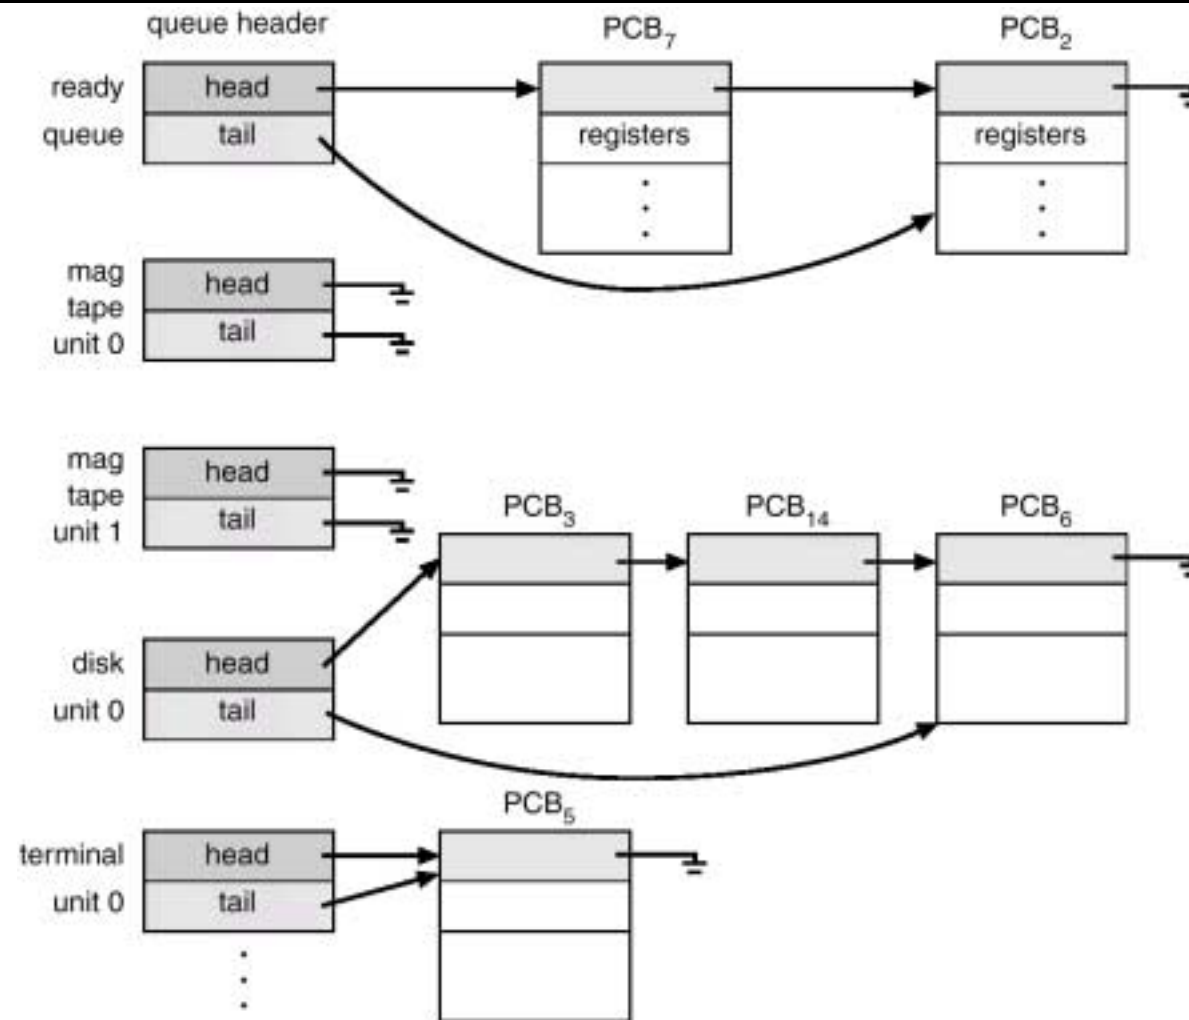 queue header
PCB7
PCB2
ready
head
queue
tail
registers
registers
mag
head
tape
tail
unit 0
mag
head
tape
tail
unit 1
PCB3
PCB14
PCB6
disk
head
unit 0
tail
PCB5
terminal
head
unit 0
tail